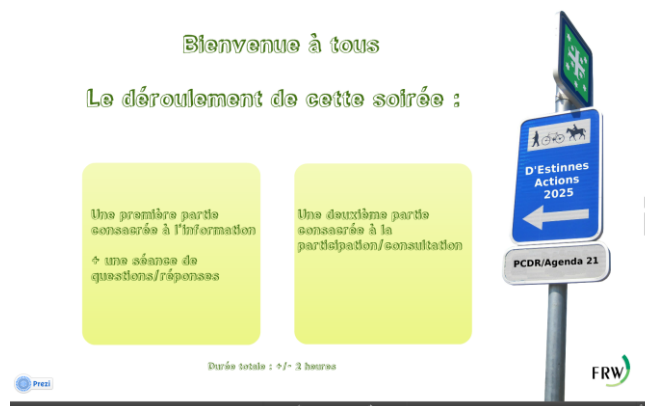 Bienvenue à tous
Le déroulement de cette soirée :
Une première partie
consacrée à l'information
+ une séance de
questions/réponses
Une deuxième partie
consacrée à la
participation/consultation
D'Estinnes
Actions
2025
PCDR/Agenda 21
Durée totale : +/- 2 heures
FRW
Prezi